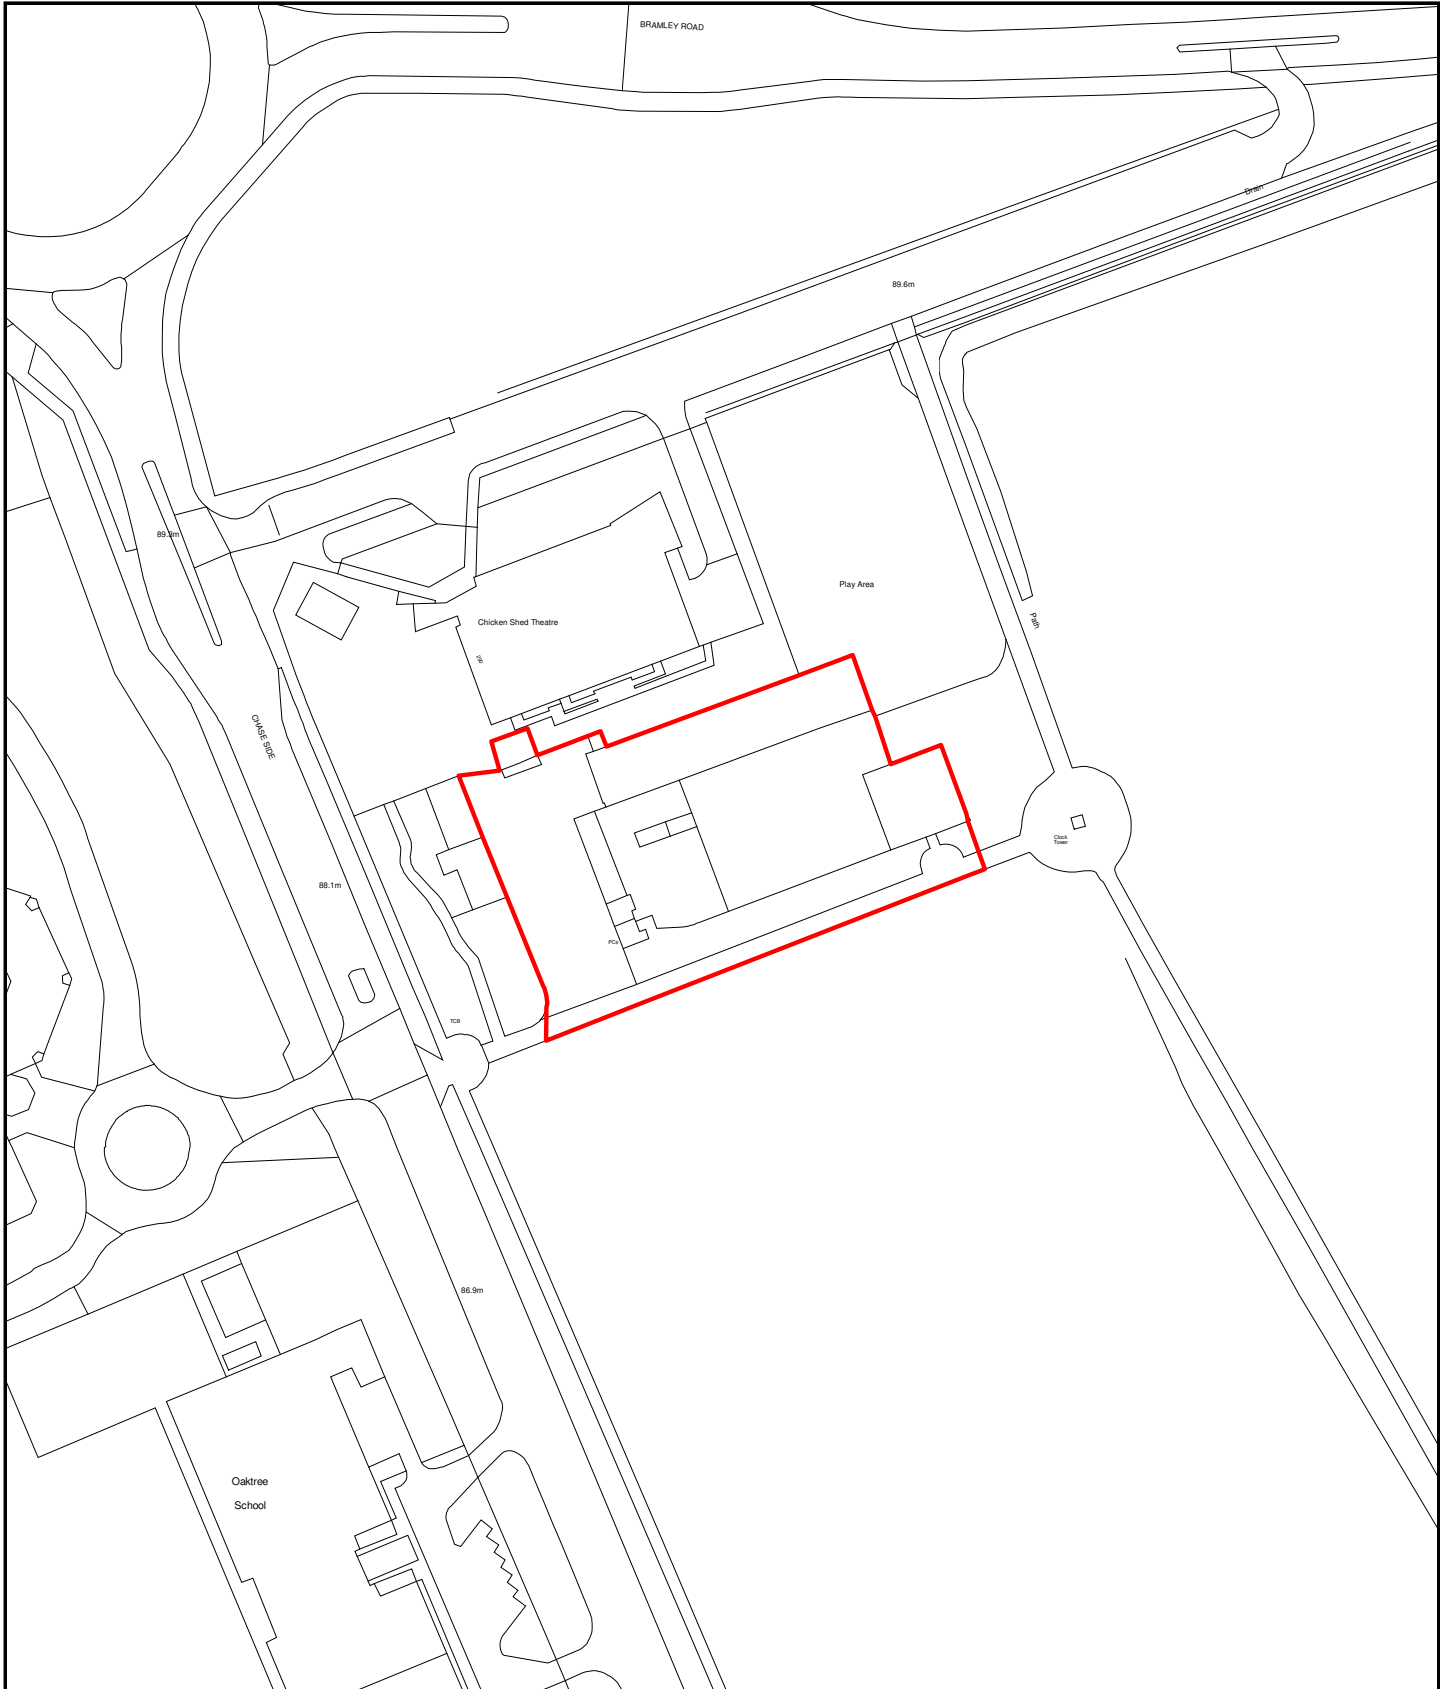 BRAMLEY ROAD
Drain
89.6m
89.3m
Play Area
Chicken Shed Theatre
Path
290
CHASE SIDE
Clock
Tower
88.1m
PCs
TCB
86.9m
Oaktree
School